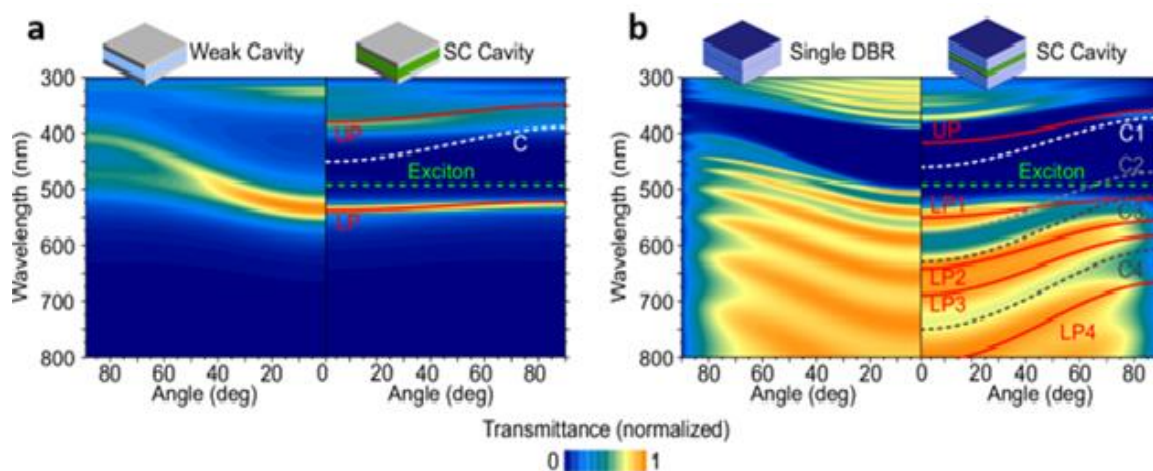 a
Weak Cavity
SC Cavity
300
400
500
600
700
800
Wavelength (nm)
80 60 40 20 0 20 40 60 80
Angle (deg)
Angle (deg)
UP
C
Exciton
LP
b
Single DBR
SC Cavity
300
400
500
600
700
800
Wavelength (nm)
80 60 40 20 0 20 40 60 80
Angle (deg)
Angle (deg)
UP
C1
C2
Exciton
LP1
C3
LP2
C4
LP3
LP4
Transmittance (normalized)
0 1